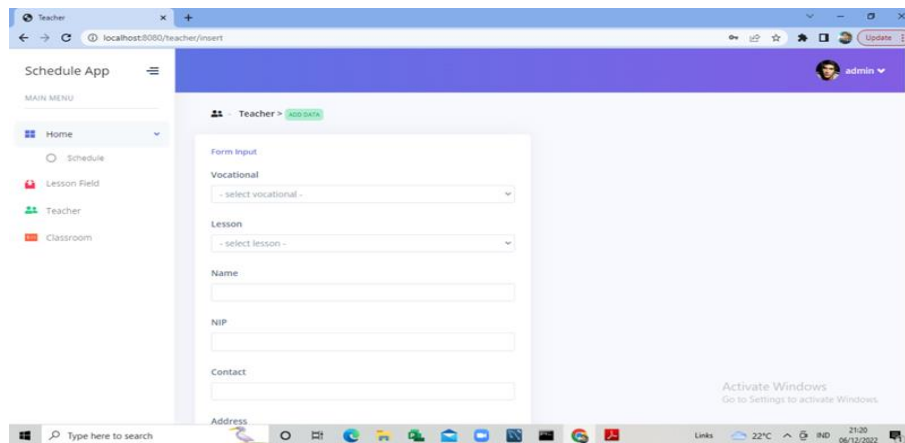 Teacher
localhost:8080/teacher/insert
Update
Schedule App
admin
MAIN MENU
Teacher > ADD DATA
Home
Schedule
Lesson Field
Teacher
Classroom
Form Input
Vocational
- select vocational -
Lesson
- select lesson -
Name
NIP
Contact
Address
Activate Windows
Go to Settings to activate Windows.
Type here to search
Links
22°C
IND
21:20
06/12/2022